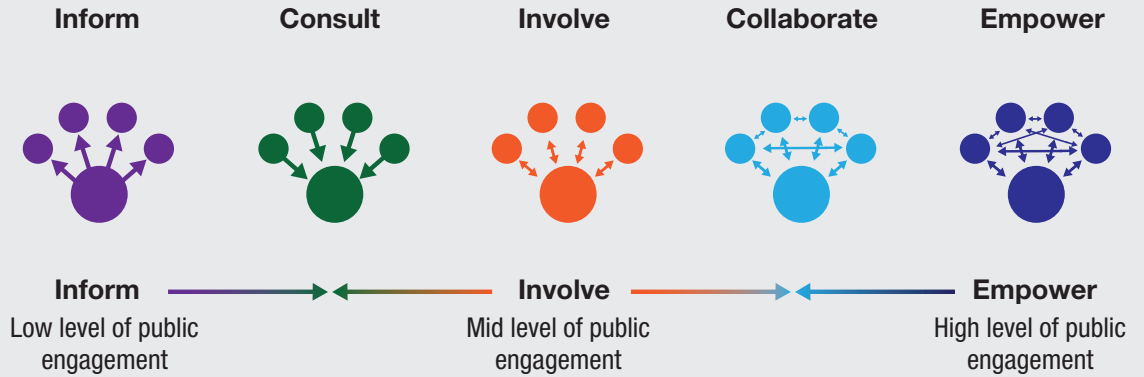 Inform
Consult
Involve
Collaborate
Empower
Inform
Low level of public
engagement
Involve
Mid level of public
engagement
Empower
High level of public
engagement